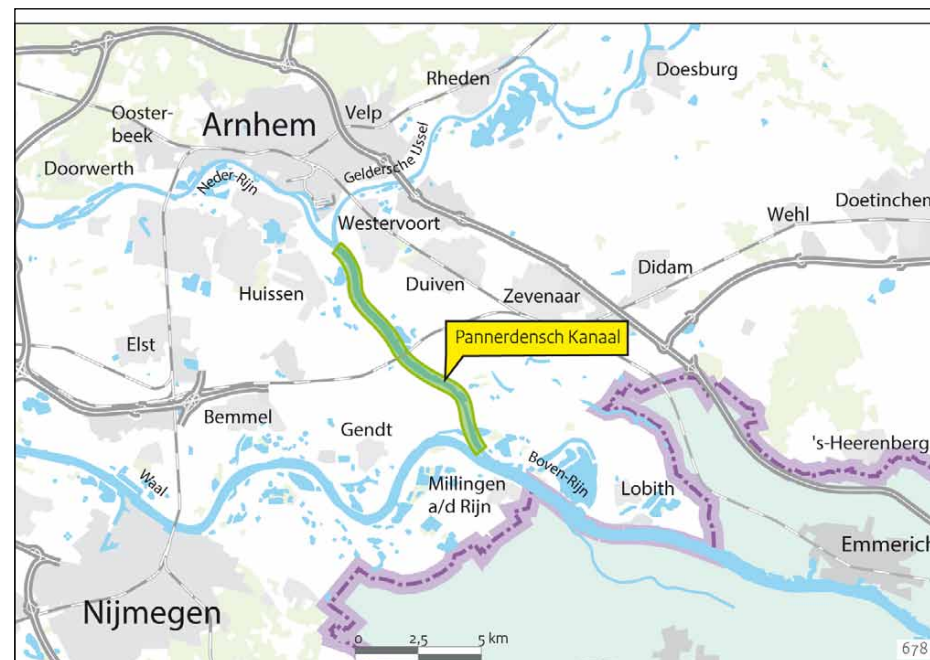 Rheden
Doesburg
Velp
Ooster-
beek
Arnhem
Doorwerth
Neder-Rijn
Geldersche IJssel
Westervoort
Wehl
Doetinchem
Huissen
Duiven
Zevenaar
Didam
Pannerdensch Kanaal
Elst
Bemmel
Gendt
's-Heerenberg
Waal
Millingen
a/d Rijn
Boven-Rijn
Lobith
Emmerich
Nijmegen
0 2,5 5 km
678